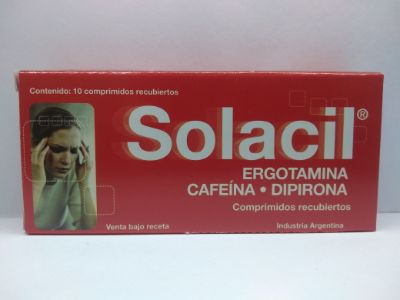 Contenido: 10 comprimidos recubiertos
Solacil®
ERGOTAMINA
CAFEÍNA • DIPIRONA
Comprimidos recubiertos
Venta bajo receta
Industria Argentina